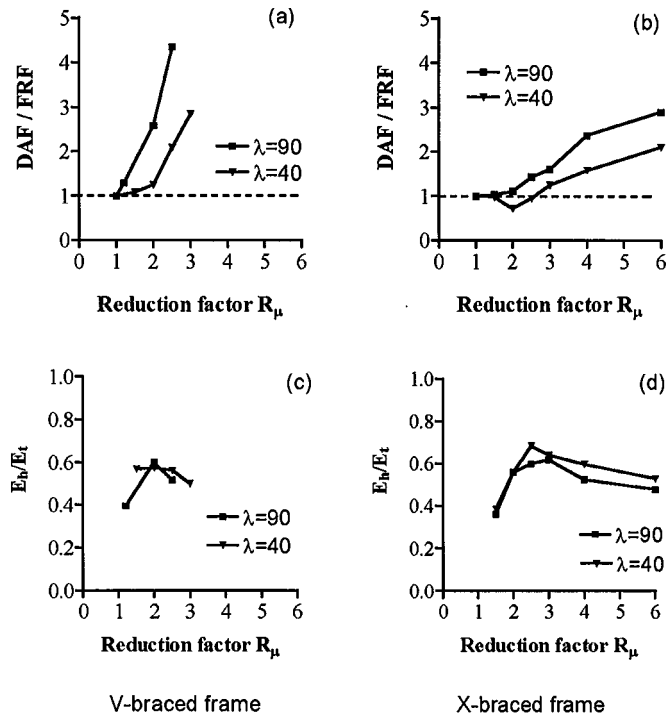 (a)
DAF / FRF
6
5
4
3
2
1
0
λ=90
λ=40
0 1 2 3 4 5 6
Reduction factor Rμ
(b)
DAF / FRF
6
5
4
3
2
1
0
λ=90
λ=40
0 1 2 3 4 5 6
Reduction factor Rμ
(c)
Eh/Et
1.0
0.8
0.6
0.4
0.2
0.0
λ=90
λ=40
0 1 2 3 4 5 6
Reduction factor Rμ
V-braced frame
(d)
Eh/Et
1.0
0.8
0.6
0.4
0.2
0.0
λ=90
λ=40
0 1 2 3 4 5 6
Reduction factor Rμ
X-braced frame